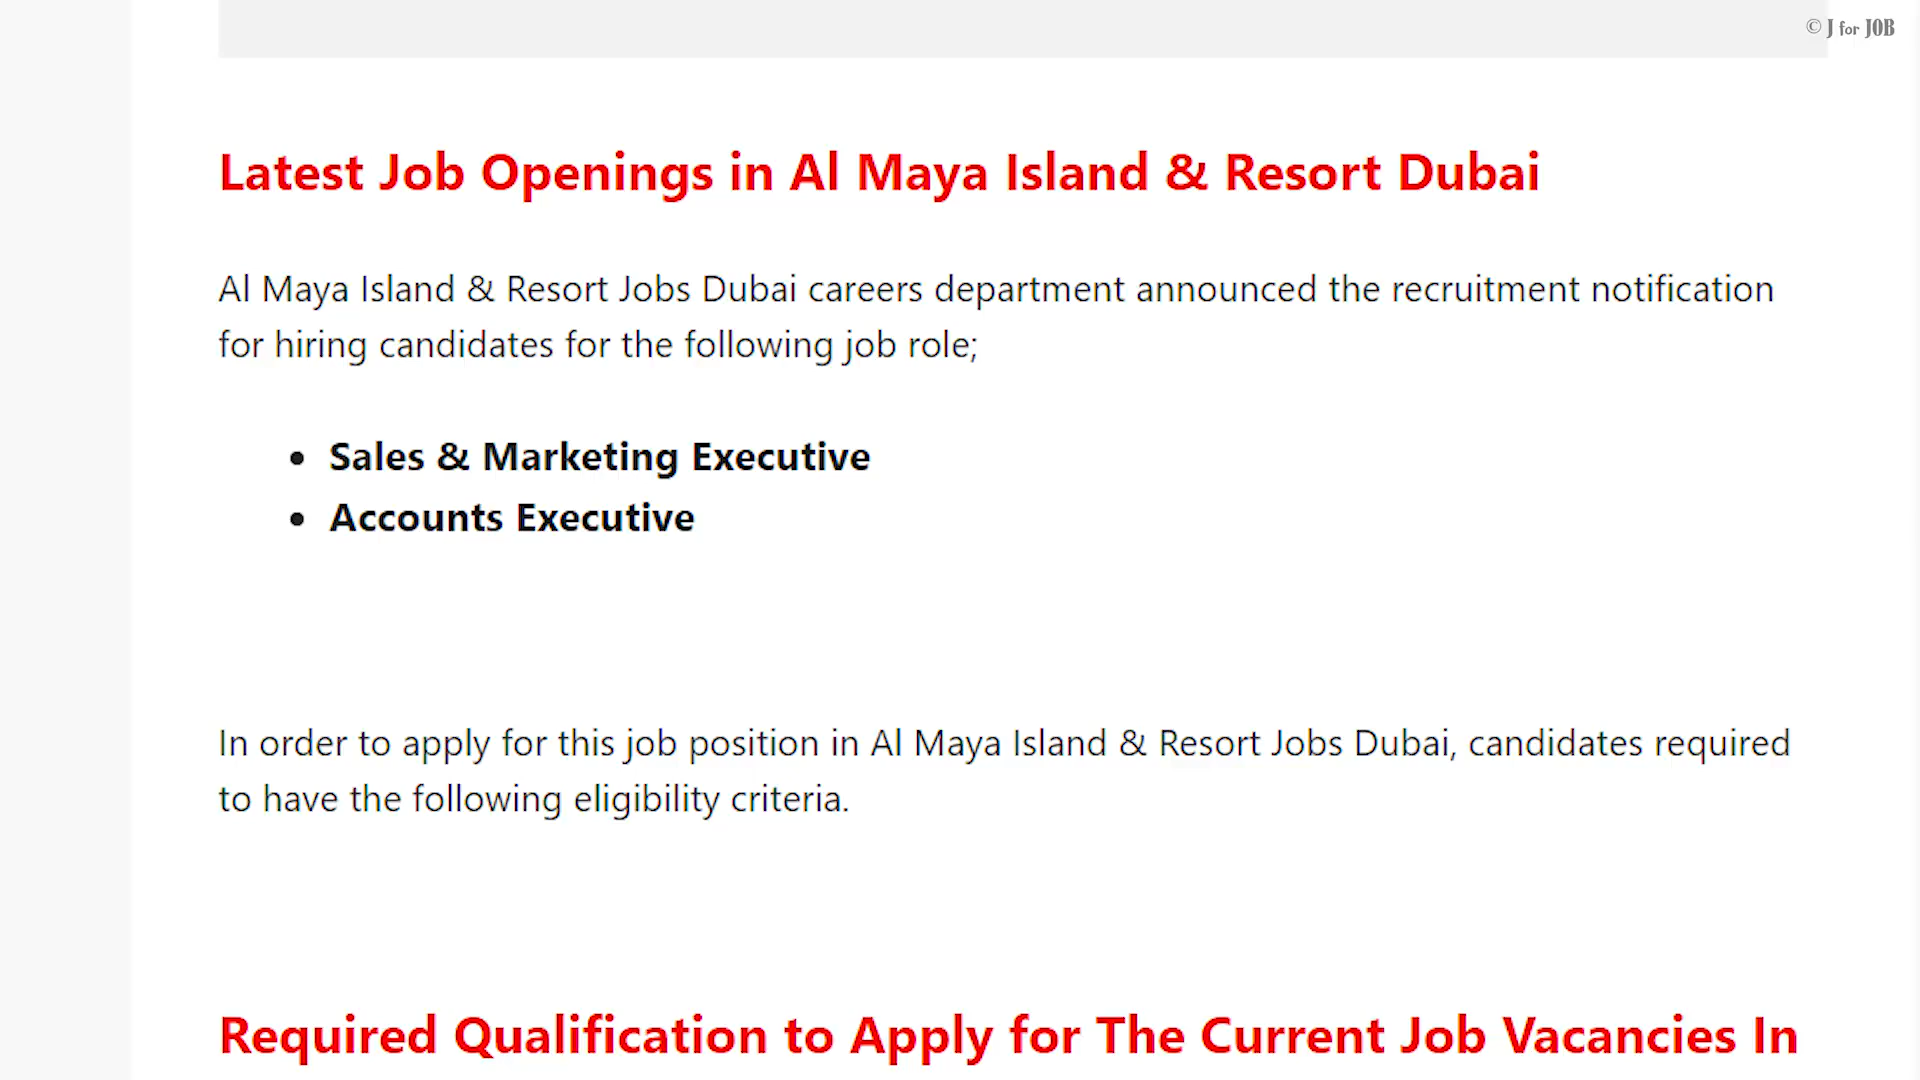 © J for JOB
Latest Job Openings in Al Maya Island & Resort Dubai
Al Maya Island & Resort Jobs Dubai careers department announced the recruitment notification
for hiring candidates for the following job role;
• Sales & Marketing Executive
• Accounts Executive
In order to apply for this job position in Al Maya Island & Resort Jobs Dubai, candidates required
to have the following eligibility criteria.
Required Qualification to Apply for The Current Job Vacancies In